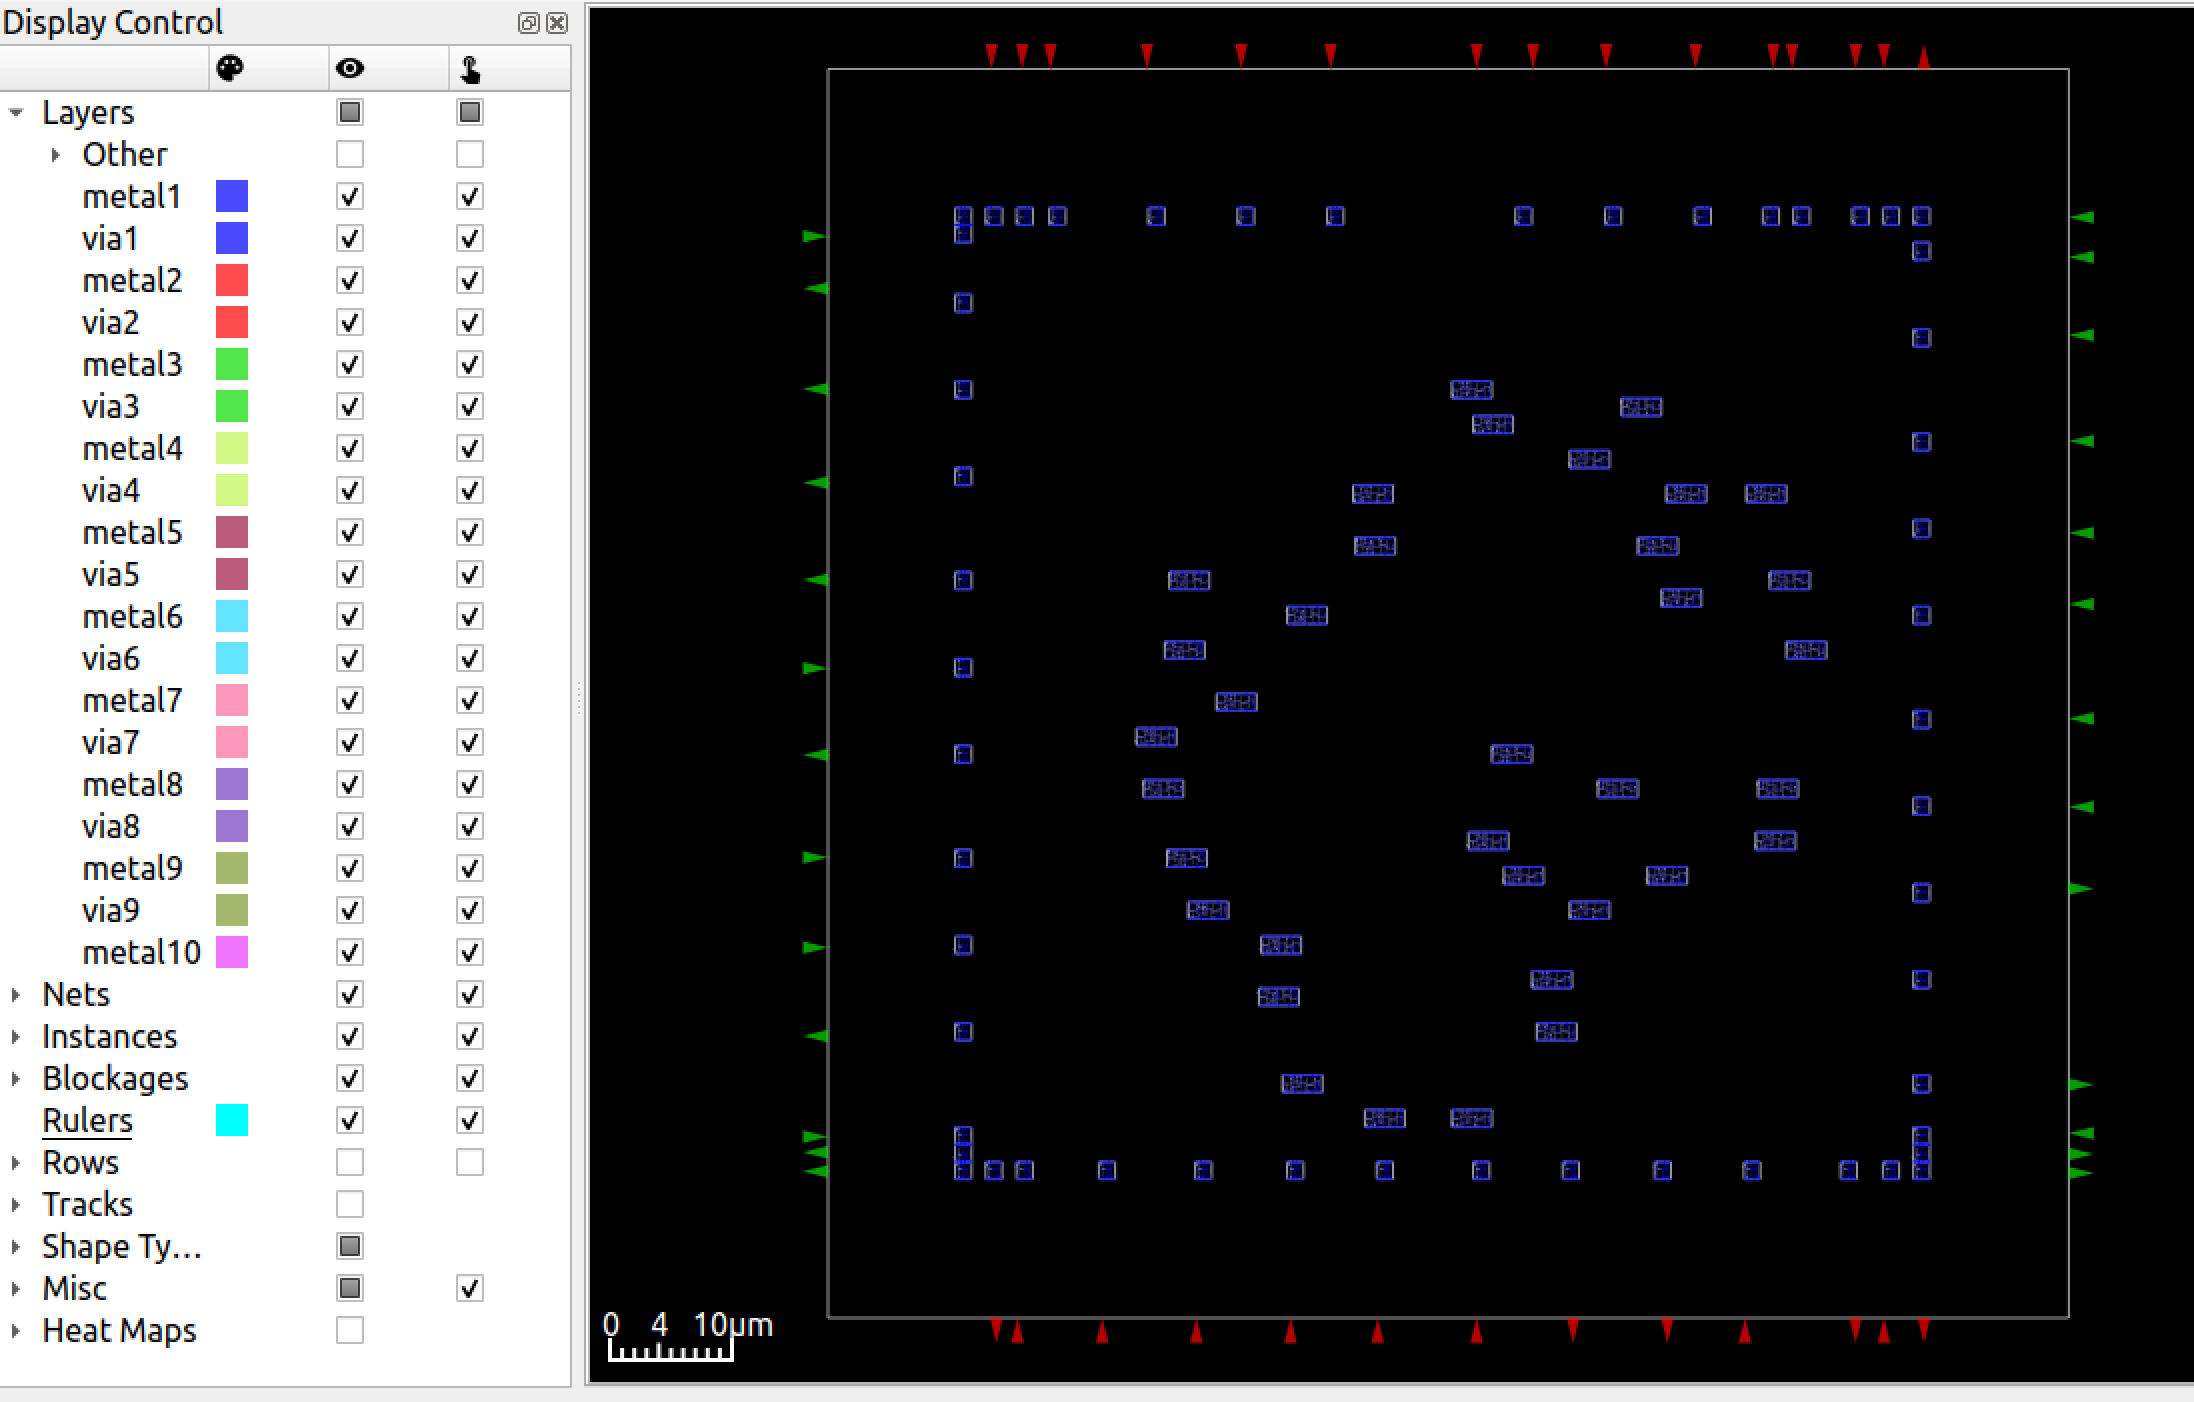 Display Control
Layers
Other
metal1
via1
metal2
via2
metal3
via3
metal4
via4
metal5
via5
metal6
via6
metal7
via7
metal8
via8
metal9
via9
metal10
Nets
Instances
Blockages
Rulers
Rows
Tracks
Shape Ty...
Misc
Heat Maps
0 4 10μm